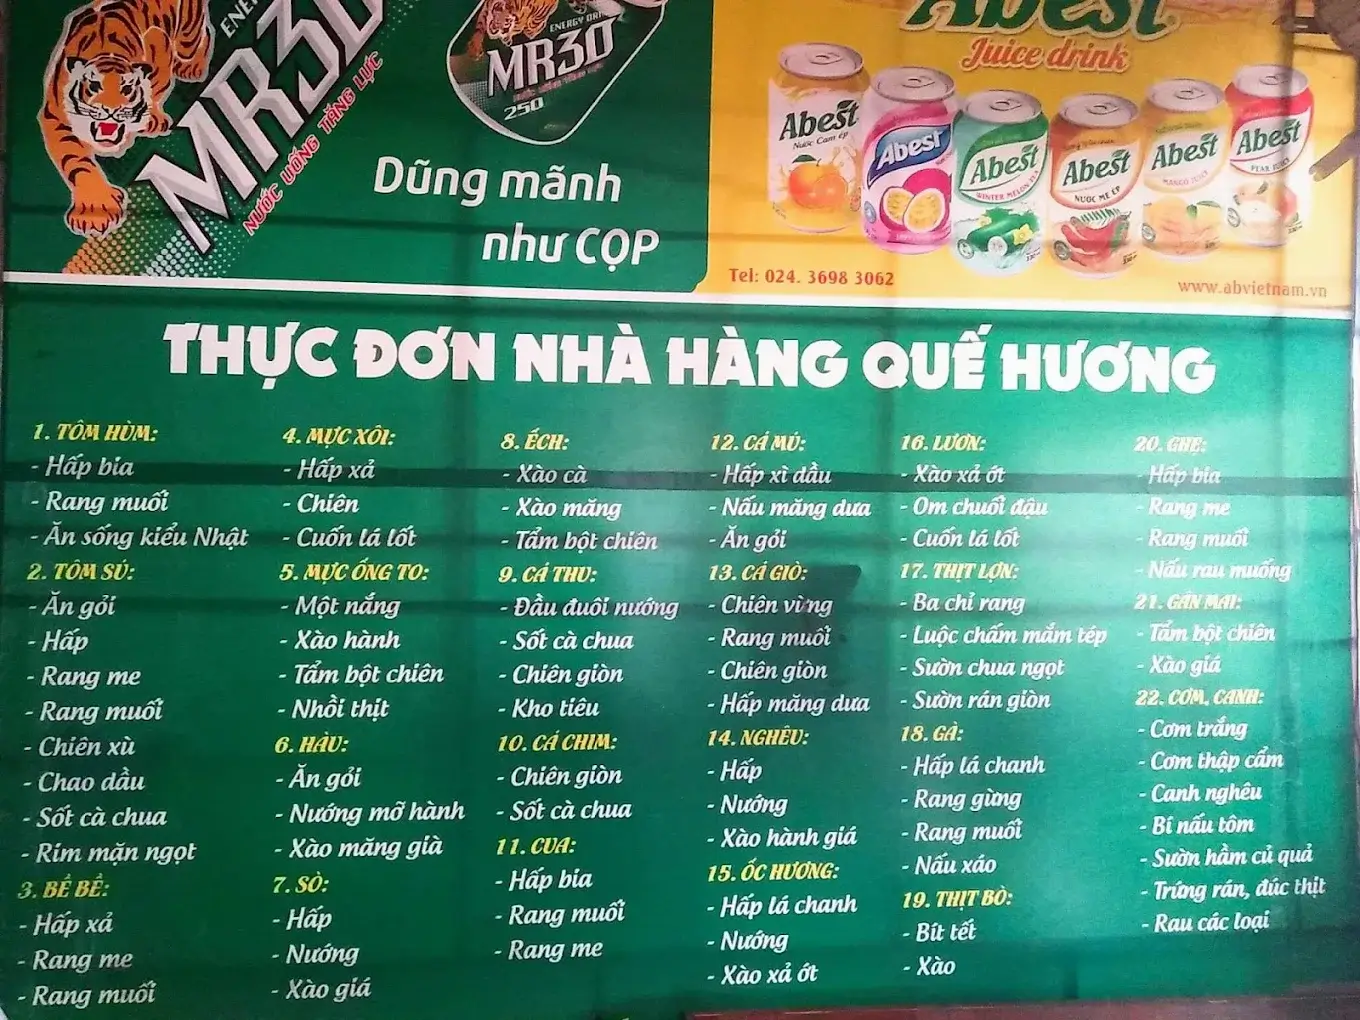 MR30
NƯỚC UỐNG TĂNG LỰC
ENERGY DRI
MR30
250
Dũng mãnh
như CỌP
Abest
Juice drink
Abest
Nước Cam ép
Abest
Abest
WINTER MELON TEA
Abest
NƯỚC ME ÉP
Abest
MANGO JUICE
Abest
PEAR JUICE
Tel: 024. 3698 3062
www.abvietnam.vn
THỰC ĐƠN NHÀ HÀNG QUẾ HƯƠNG
1. TÔM HÙM:
- Hấp bia
- Rang muối
- Ăn sống kiểu Nhật
2. TÔM SÚ:
- Ăn gỏi
- Hấp
- Rang me
- Rang muối
- Chiên xù
- Chao dầu
- Sốt cà chua
- Rim mặn ngọt
3. BỀ BỀ:
- Hấp xả
- Rang me
- Rang muối
4. MỰC XÔI:
- Hấp xả
- Chiên
- Cuốn lá lốt
5. MỰC ỐNG TO:
- Một nắng
- Xào hành
- Tẩm bột chiên
- Nhồi thịt
6. HÀU:
- Ăn gỏi
- Nướng mỡ hành
- Xào măng già
7. SÒ:
- Hấp
- Nướng
- Xào giá
8. ẾCH:
- Xào cà
- Xào măng
- Tẩm bột chiên
9. CÁ THU:
- Đầu đuôi nướng
- Sốt cà chua
- Chiên giòn
- Kho tiêu
10. CÁ CHIM:
- Chiên giòn
- Sốt cà chua
11. CUA:
- Hấp bia
- Rang muối
- Rang me
12. CÁ MÚ:
- Hấp xì dầu
- Nấu măng dưa
- Ăn gỏi
13. CÁ GIÒ:
- Chiên vừng
- Rang muối
- Chiên giòn
- Hấp măng dưa
14. NGHÊU:
- Hấp
- Nướng
- Xào hành giá
15. ỐC HƯƠNG:
- Hấp lá chanh
- Nướng
- Xào xả ớt
16. LƯƠN:
- Xào xả ớt
- Om chuối đậu
- Cuốn lá lốt
17. THỊT LỢN:
- Ba chỉ rang
- Luộc chấm mắm tép
- Sườn chua ngọt
- Sườn rán giòn
18. GÀ:
- Hấp lá chanh
- Rang gừng
- Rang muối
- Nấu xáo
19. THỊT BÒ:
- Bít tết
- Xào
20. GHẸ:
- Hấp bia
- Rang me
- Rang muối
- Nấu rau muống
21. GÂN MAI:
- Tẩm bột chiên
- Xào giá
22. CƠM, CANH:
- Cơm trắng
- Cơm thập cẩm
- Canh nghêu
- Bí nấu tôm
- Sườn hầm củ quả
- Trứng rán, đúc thịt
- Rau các loại